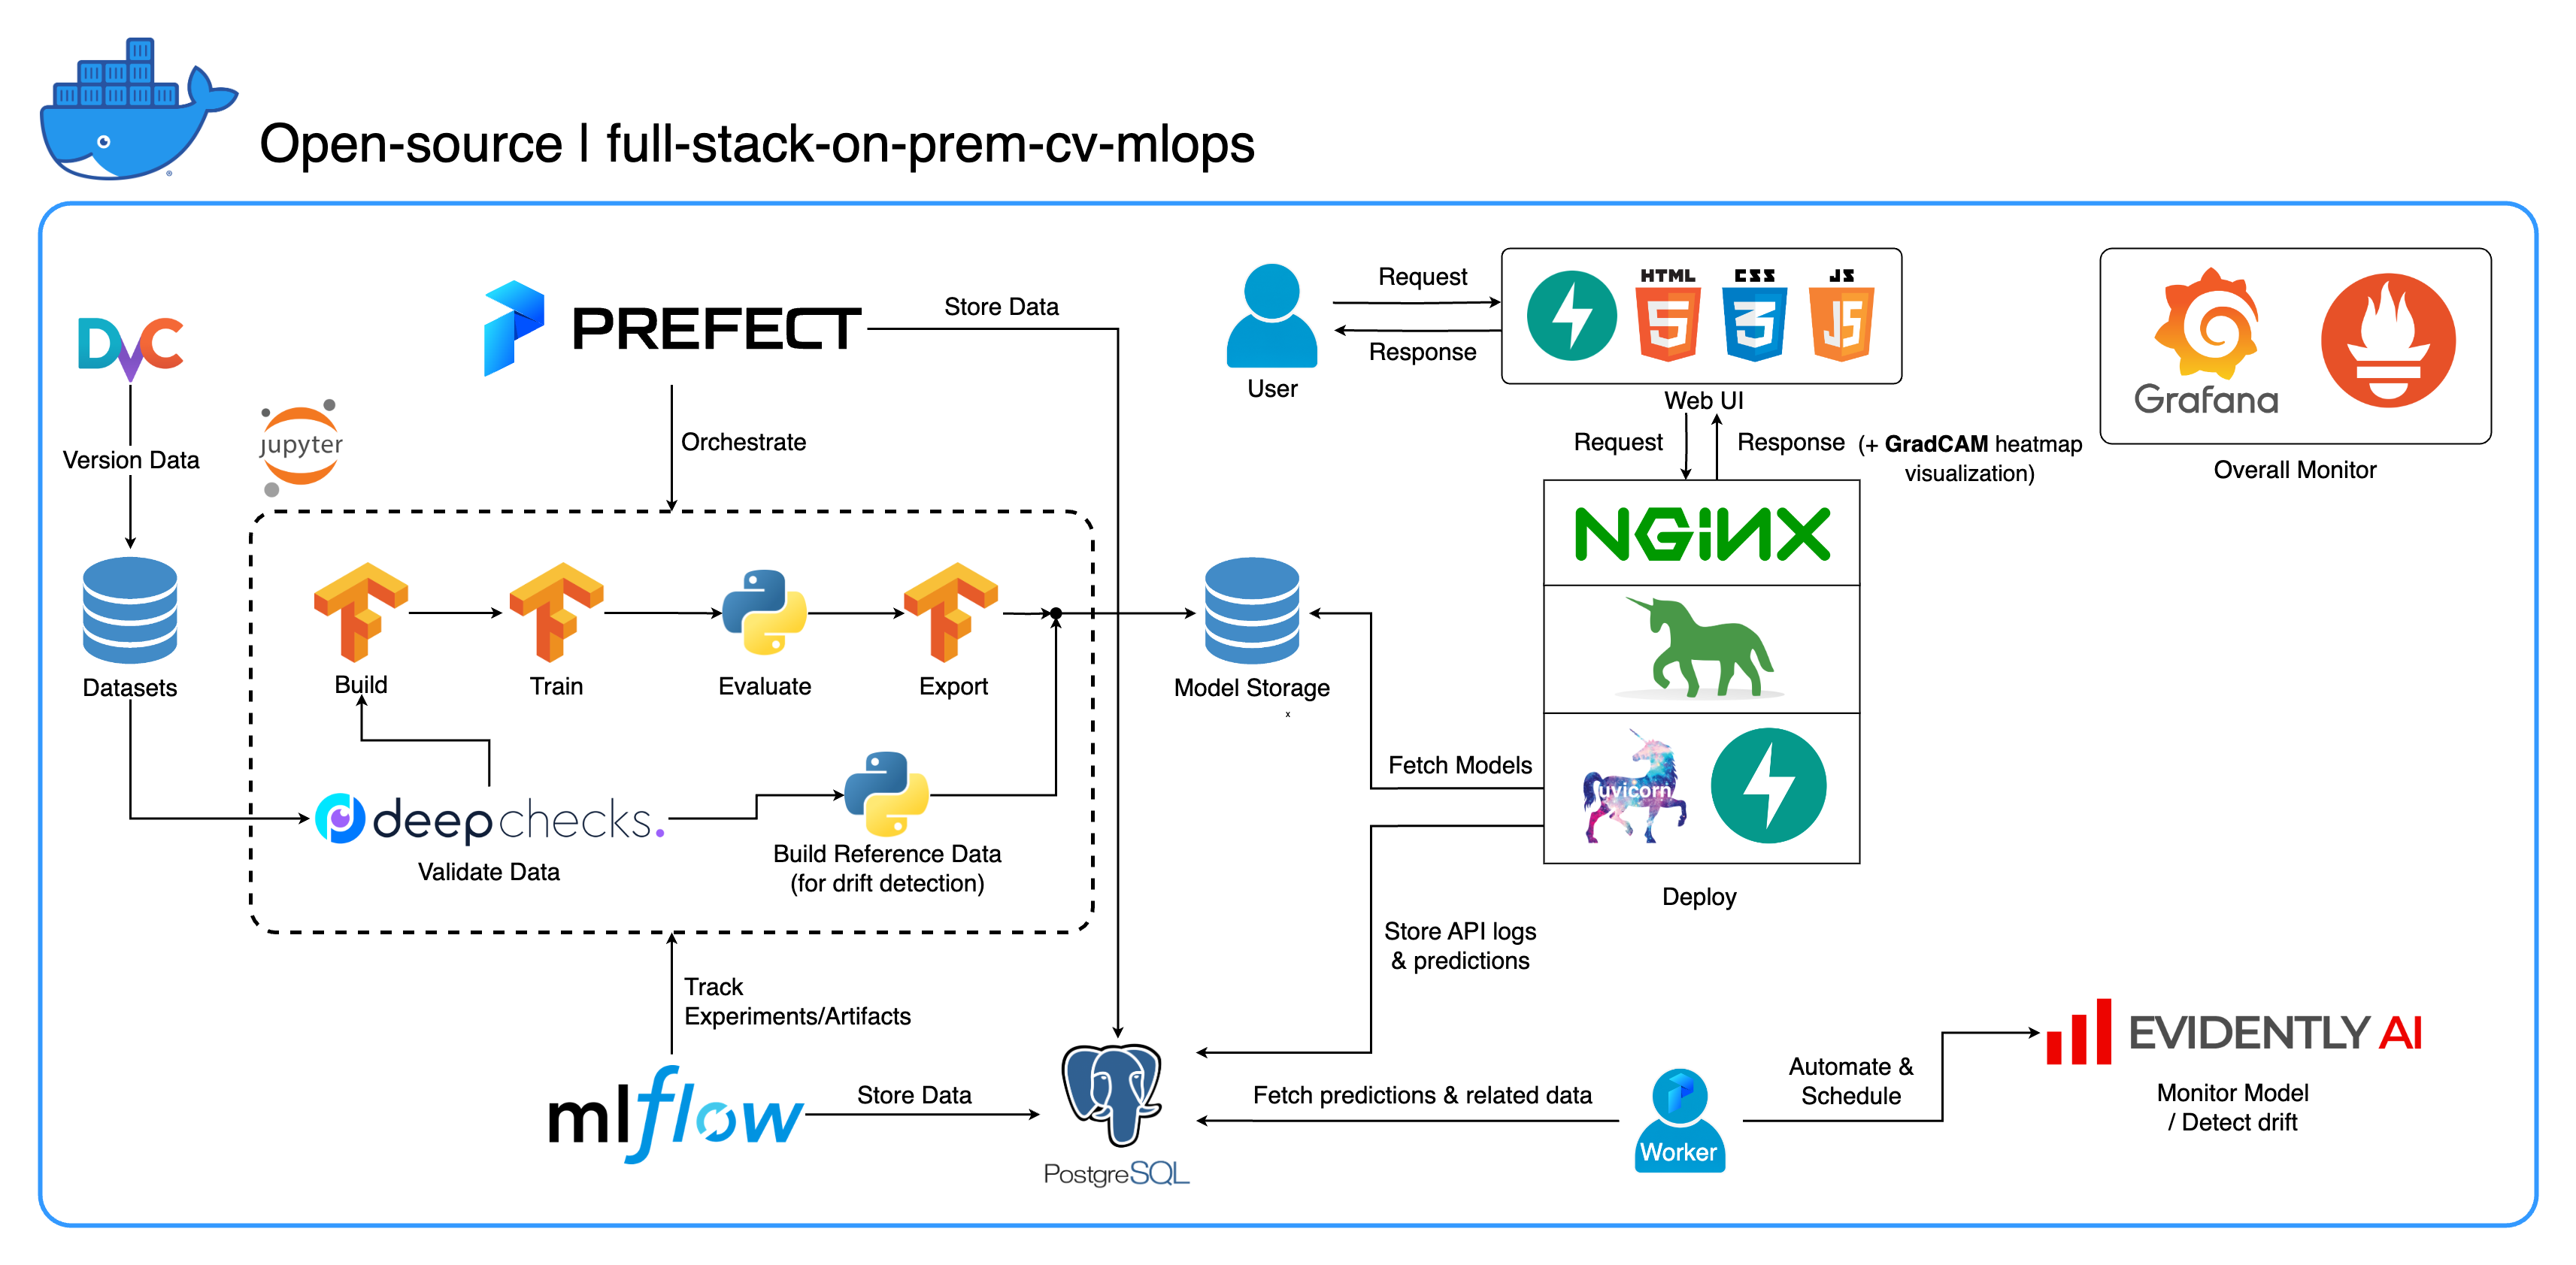 Open-source | full-stack-on-prem-cv-mlops
DVC
Version Data
Datasets
jupyter
PREFECT
Store Data
Orchestrate
Build
Train
Evaluate
Export
deepchecks.
Validate Data
Build Reference Data
(for drift detection)
Track
Experiments/Artifacts
mlflow
Store Data
PostgreSQL
Model Storage
x
User
Request
Response
HTML
5
CSS
3
JS
JS
Web UI
Request
Response
(+ GradCAM heatmap
visualization)
NGINX
uvicorn
Deploy
Fetch Models
Store API logs
& predictions
Fetch predictions & related data
Worker
Automate &
Schedule
EVIDENTLY AI
Monitor Model
/ Detect drift
Grafana
Overall Monitor